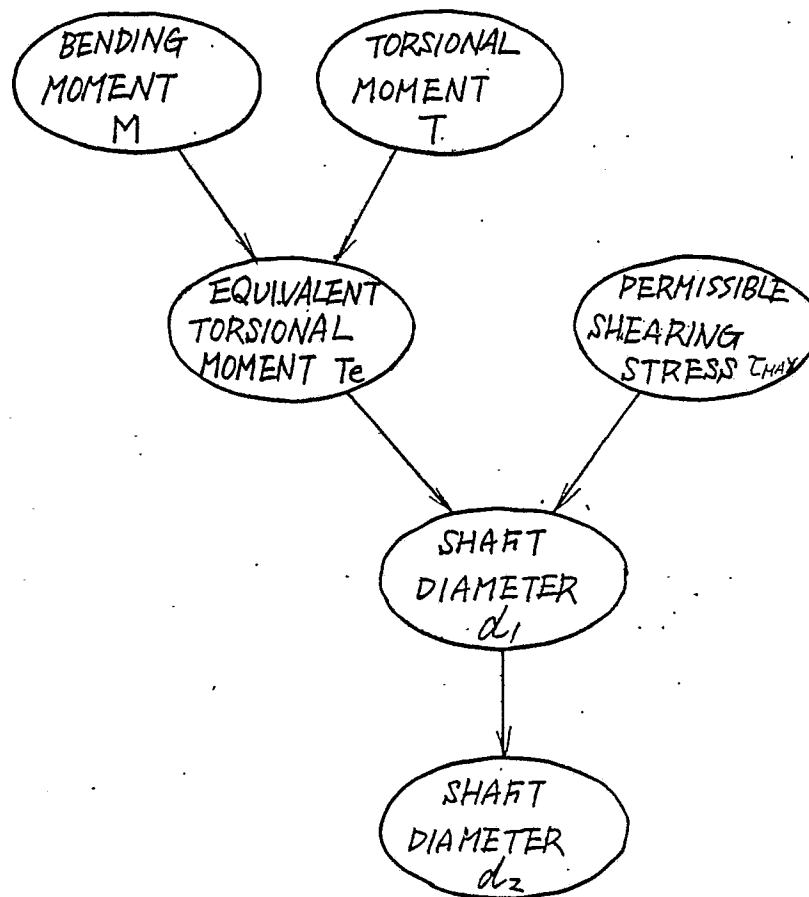 BENDING
MOMENT
M
TORSIONAL
MOMENT
T
EQUIVALENT
TORSIONAL
MOMENT Te
PERMISSIBLE
SHEARING
STRESS τMAX
SHAFT
DIAMETER
d1
SHAFT
DIAMETER
d2